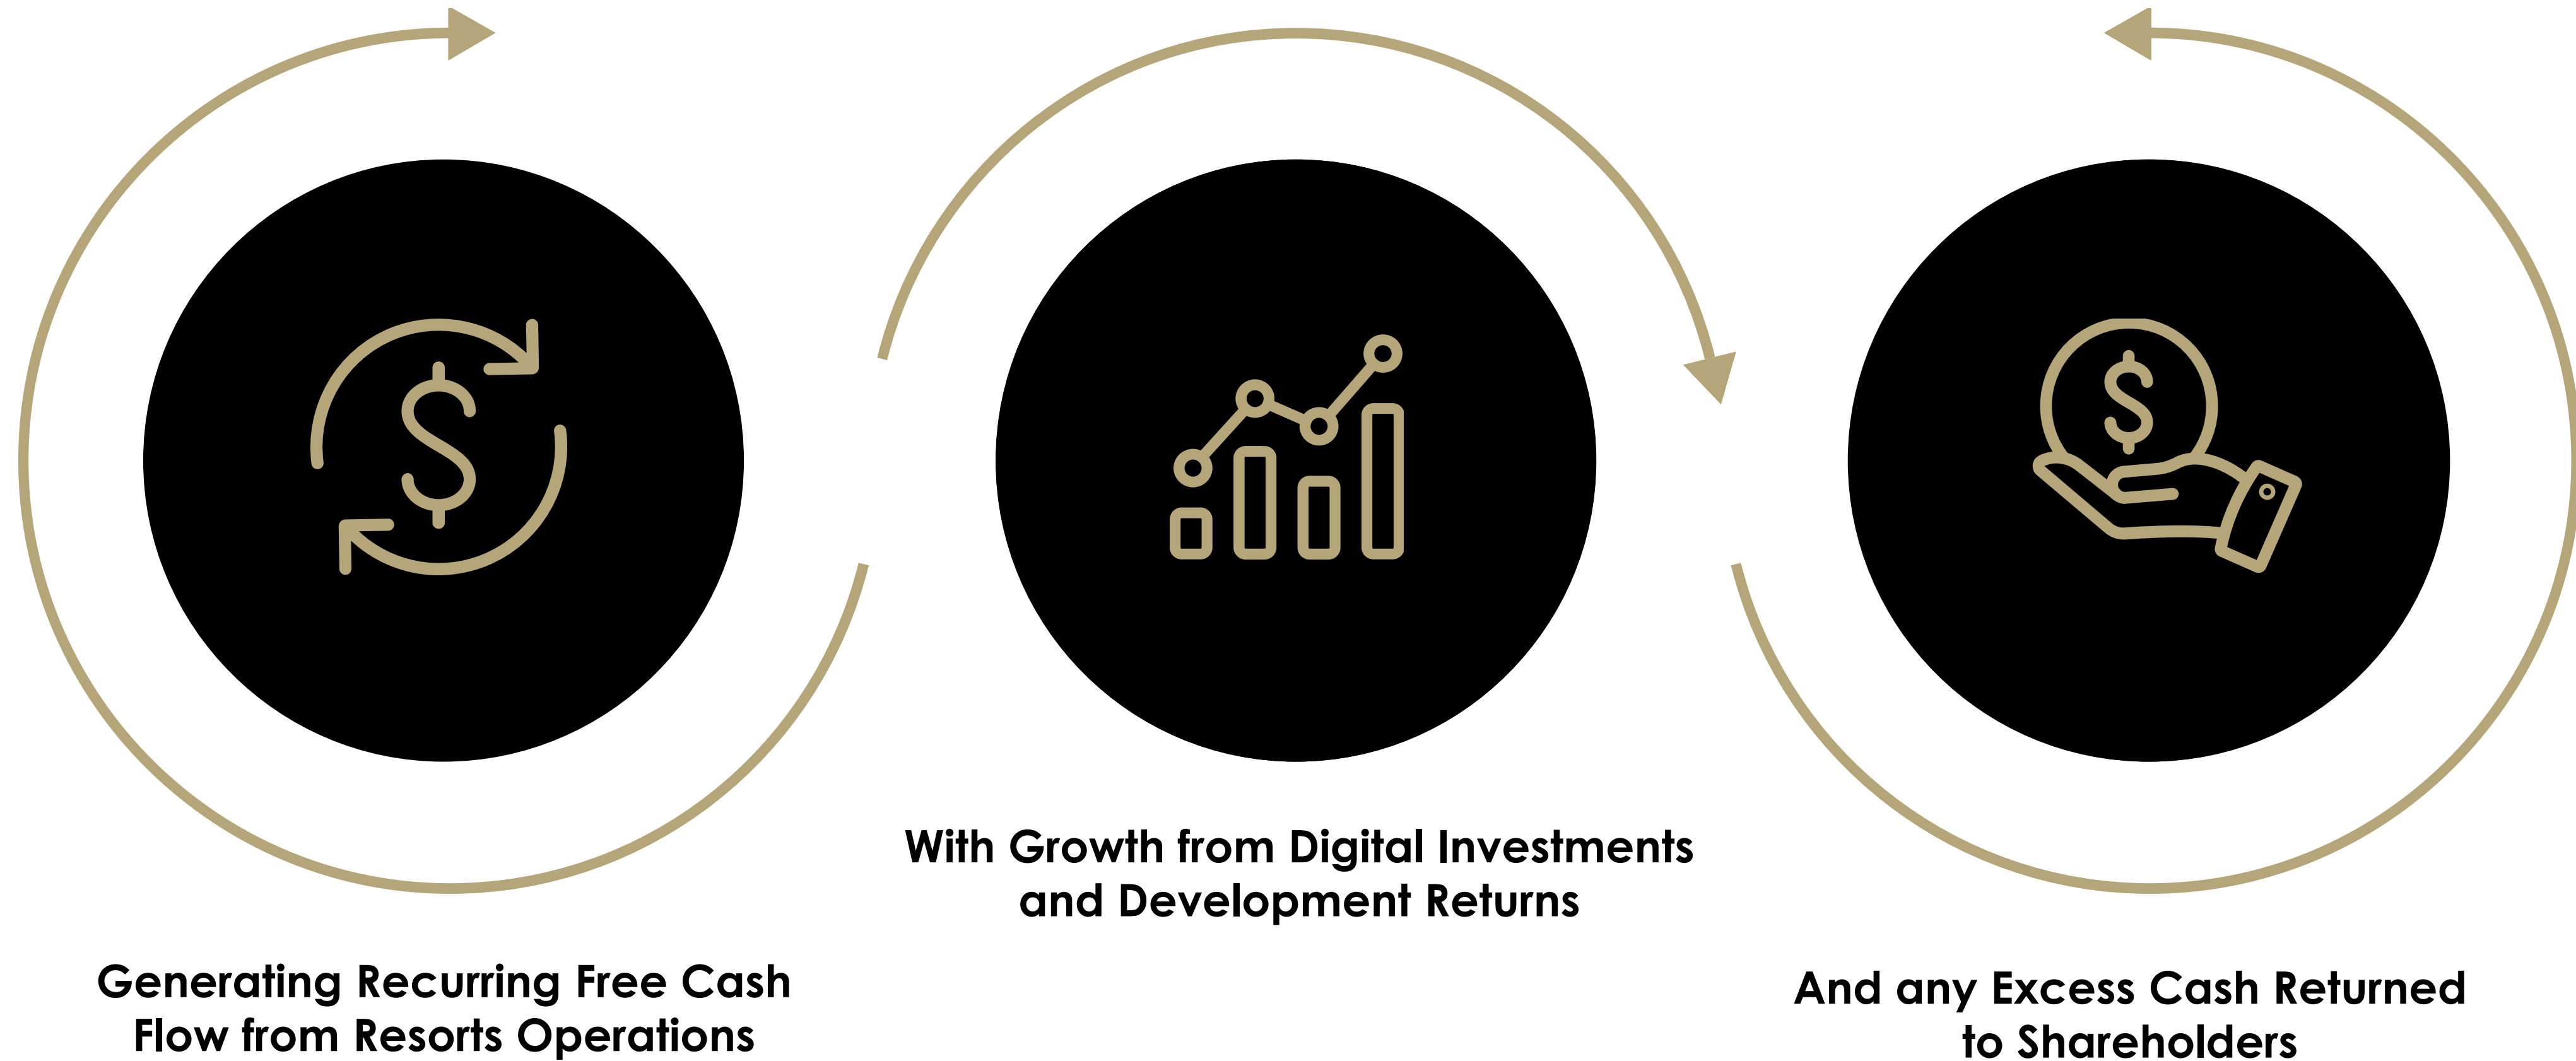 Generating Recurring Free Cash
Flow from Resorts Operations
With Growth from Digital Investments
and Development Returns
And any Excess Cash Returned
to Shareholders